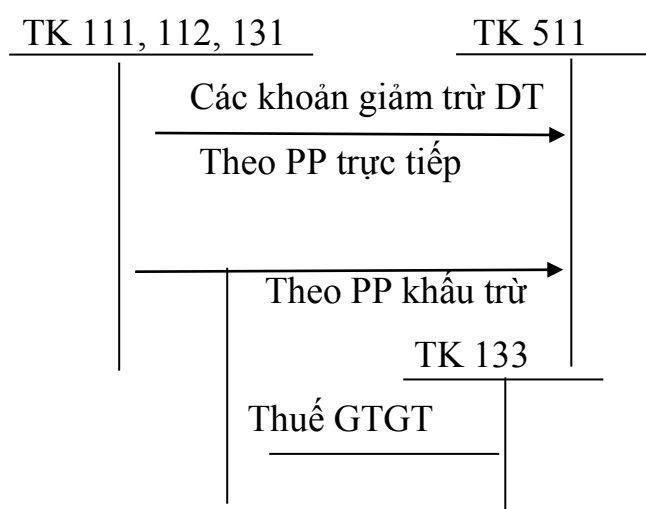 TK 111, 112, 131 TK 511
Các khoản giảm trừ DT
Theo PP trực tiếp
Theo PP khấu trừ
TK 133
Thuế GTGT